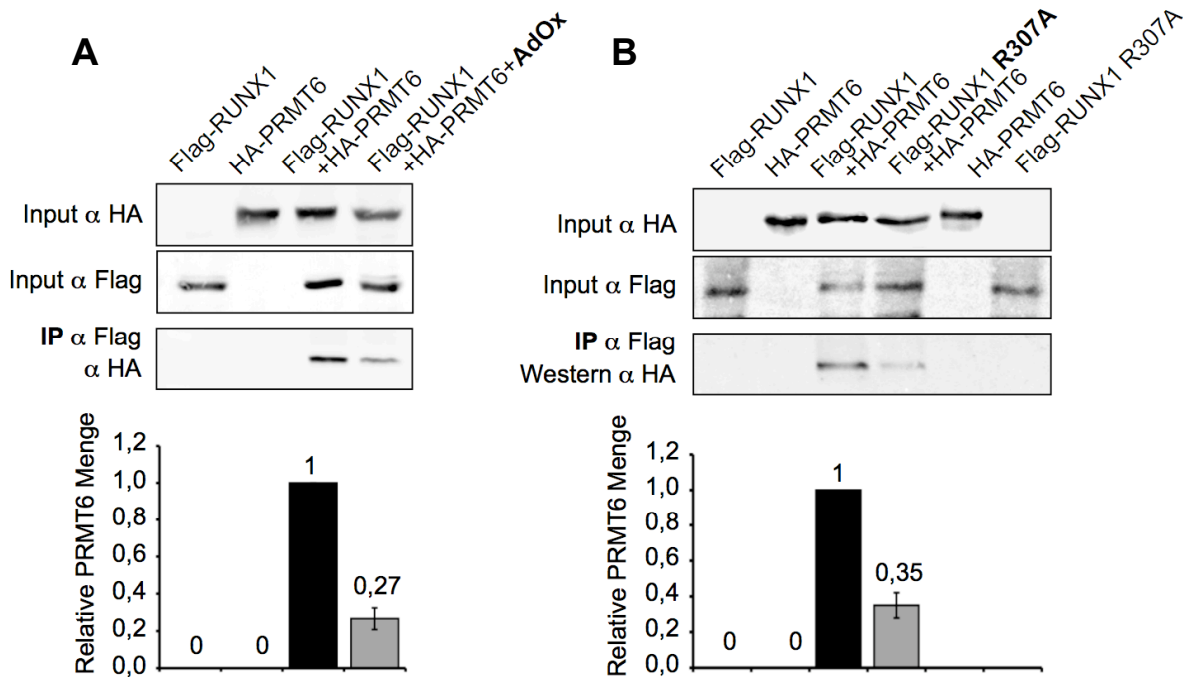 A
Flag-RUNX1
HA-PRMT6
Flag-RUNX1
+HA-PRMT6
Flag-RUNX1
+HA-PRMT6+AdOx
Input α HA
Input α Flag
IP α Flag
α HA
Relative PRMT6 Menge
1,2
1,0
0,8
0,6
0,4
0,2
0,0
0
0
1
0,27
B
Flag-RUNX1
HA-PRMT6
Flag-RUNX1
+HA-PRMT6
Flag-RUNX1 R307A
+HA-PRMT6
HA-PRMT6
Flag-RUNX1 R307A
Input α HA
Input α Flag
IP α Flag
Western α HA
Relative PRMT6 Menge
1,2
1,0
0,8
0,6
0,4
0,2
0,0
0
0
1
0,35